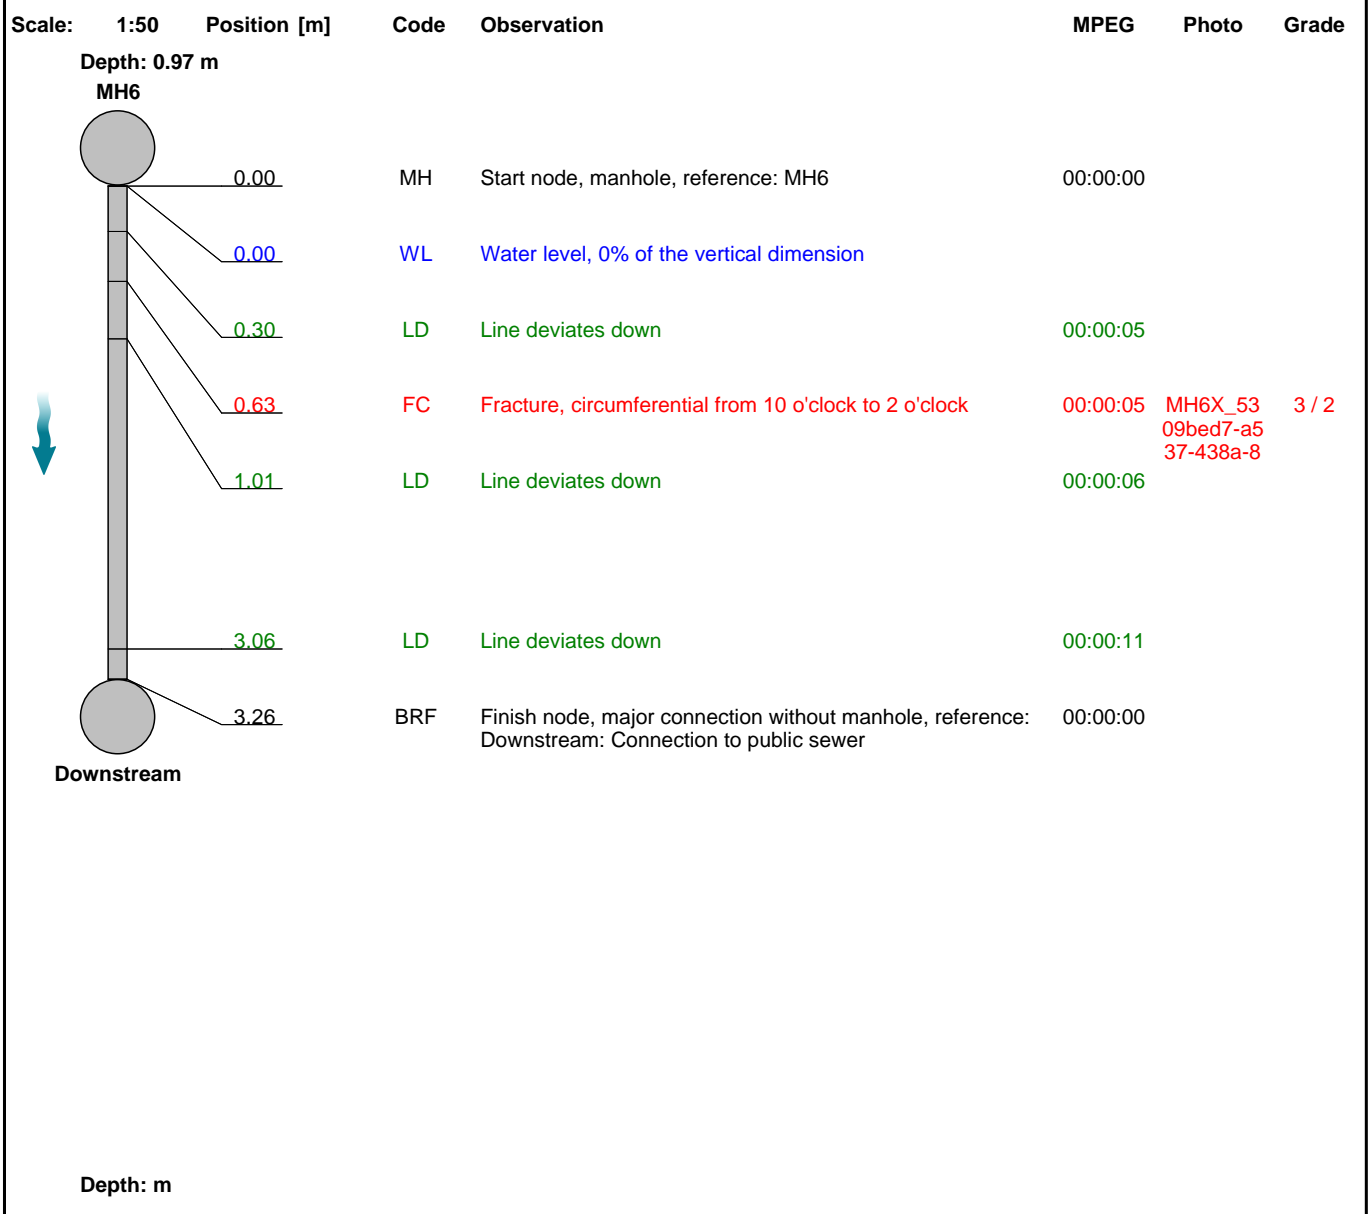 Scale: 1:50 Position [m] Code Observation MPEG Photo Grade
Depth: 0.97 m
MH6
0.00 MH Start node, manhole, reference: MH6 00:00:00
0.00 WL Water level, 0% of the vertical dimension
0.30 LD Line deviates down 00:00:05
0.63 FC Fracture, circumferential from 10 o'clock to 2 o'clock 00:00:05 MH6X_53 3 / 2
09bed7-a5
37-438a-8
1.01 LD Line deviates down 00:00:06
3.06 LD Line deviates down 00:00:11
3.26 BRF Finish node, major connection without manhole, reference: 00:00:00
Downstream: Connection to public sewer
Downstream
Depth: m